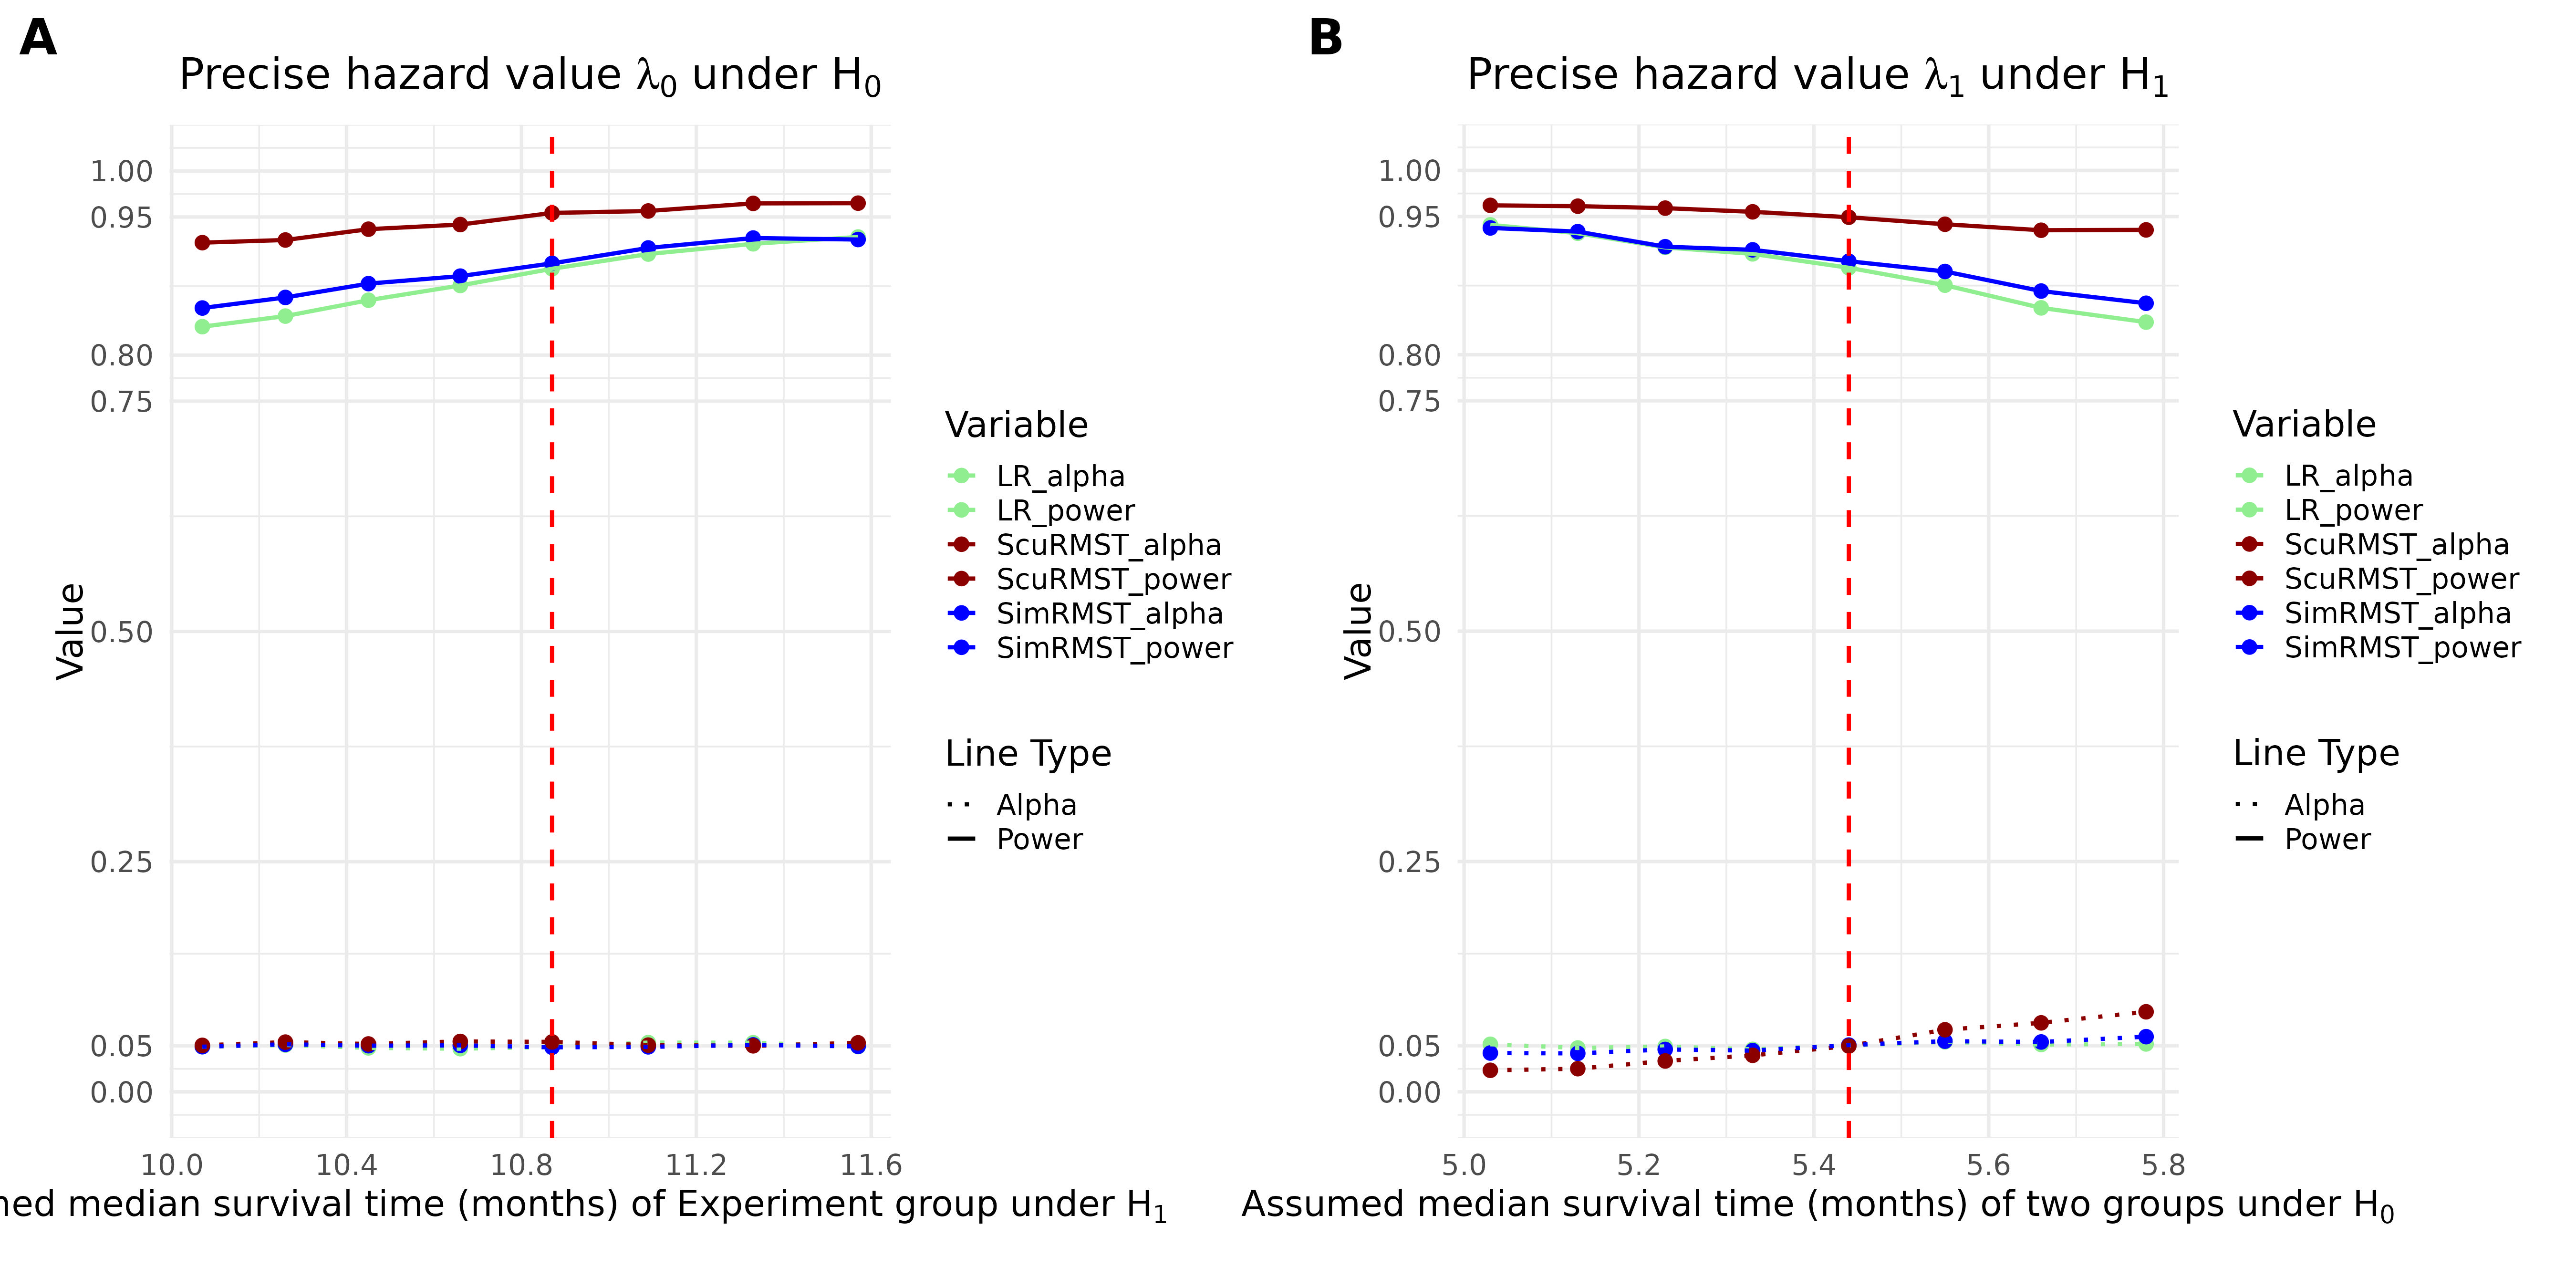 A
Precise hazard value λ0 under H0
1.00
0.95
0.80
0.75
0.50
0.25
0.05
0.00
Value
10.0 10.4 10.8 11.2 11.6
median survival time (months) of Experiment group under H1
Variable
LR_alpha
LR_power
ScuRMST_alpha
ScuRMST_power
SimRMST_alpha
SimRMST_power
Line Type
Alpha
Power
B
Precise hazard value λ1 under H1
1.00
0.95
0.80
0.75
0.50
0.25
0.05
0.00
Value
5.0 5.2 5.4 5.6 5.8
Assumed median survival time (months) of two groups under H0
Variable
LR_alpha
LR_power
ScuRMST_alpha
ScuRMST_power
SimRMST_alpha
SimRMST_power
Line Type
Alpha
Power